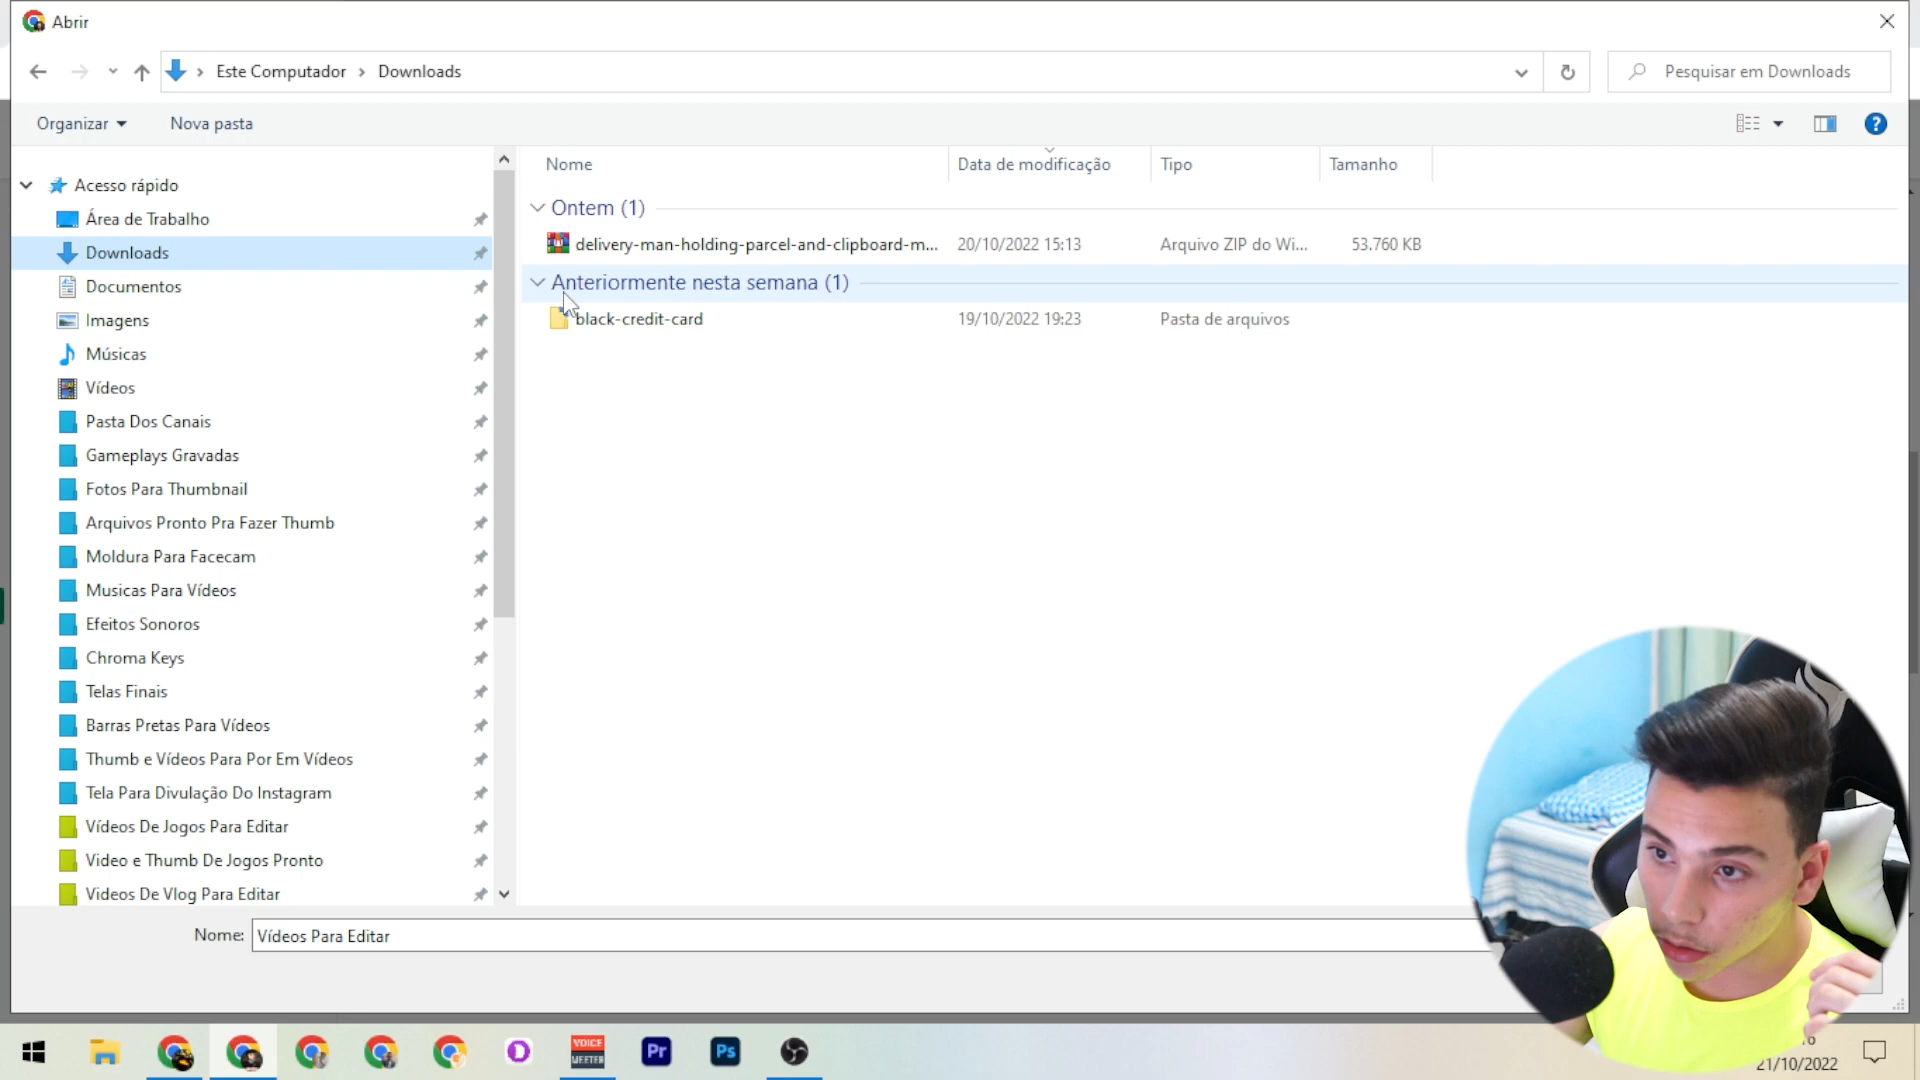 Abrir
Este Computador > Downloads
Pesquisar em Downloads
Organizar
Nova pasta
Nome
Data de modificação
Tipo
Tamanho
Acesso rápido
Área de Trabalho
Downloads
Documentos
Imagens
Músicas
Vídeos
Pasta Dos Canais
Gameplays Gravadas
Fotos Para Thumbnail
Arquivos Pronto Pra Fazer Thumb
Moldura Para Facecam
Musicas Para Vídeos
Efeitos Sonoros
Chroma Keys
Telas Finais
Barras Pretas Para Vídeos
Thumb e Vídeos Para Por Em Vídeos
Tela Para Divulação Do Instagram
Vídeos De Jogos Para Editar
Video e Thumb De Jogos Pronto
Videos De Vlog Para Editar
Ontem (1)
delivery-man-holding-parcel-and-clipboard-m... 20/10/2022 15:13 Arquivo ZIP do Wi... 53.760 KB
Anteriormente nesta semana (1)
black-credit-card 19/10/2022 19:23 Pasta de arquivos
Nome: Vídeos Para Editar
VOICE
MEETER
Pr
Ps
21/10/2022